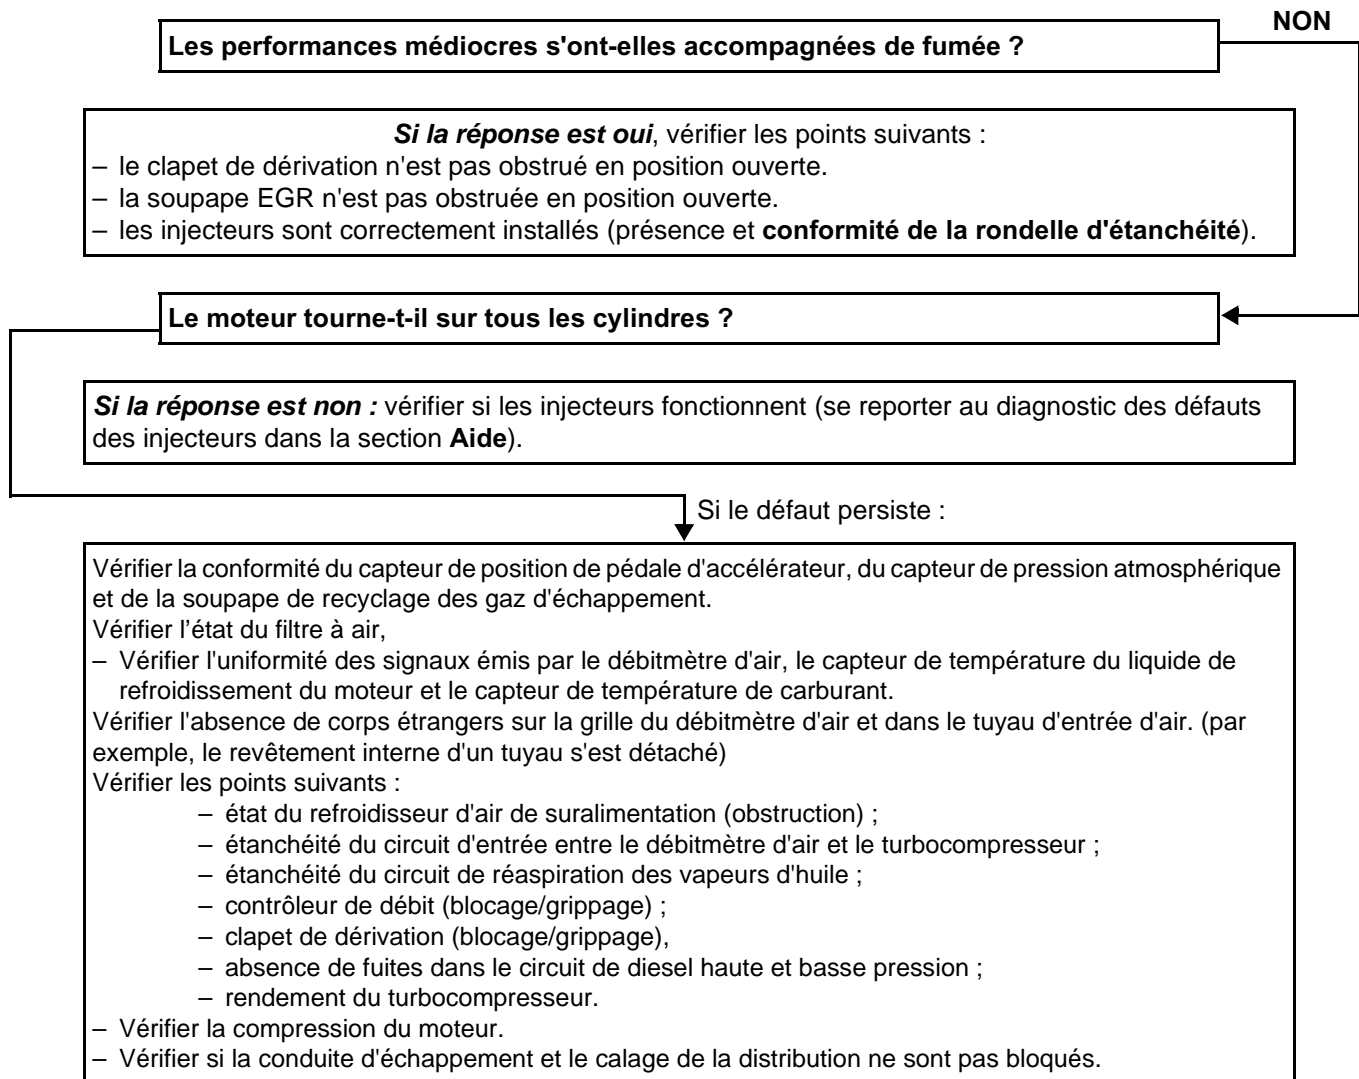 NON
Les performances médiocres s'ont-elles accompagnées de fumée ?
Si la réponse est oui, vérifier les points suivants :
– le clapet de dérivation n'est pas obstrué en position ouverte.
– la soupape EGR n'est pas obstruée en position ouverte.
– les injecteurs sont correctement installés (présence et conformité de la rondelle d'étanchéité).
Le moteur tourne-t-il sur tous les cylindres ?
Si la réponse est non : vérifier si les injecteurs fonctionnent (se reporter au diagnostic des défauts
des injecteurs dans la section Aide).
Si le défaut persiste :
Vérifier la conformité du capteur de position de pédale d'accélérateur, du capteur de pression atmosphérique
et de la soupape de recyclage des gaz d'échappement.
Vérifier l’état du filtre à air,
– Vérifier l'uniformité des signaux émis par le débitmètre d'air, le capteur de température du liquide de
refroidissement du moteur et le capteur de température de carburant.
Vérifier l'absence de corps étrangers sur la grille du débitmètre d'air et dans le tuyau d'entrée d'air. (par
exemple, le revêtement interne d'un tuyau s'est détaché)
Vérifier les points suivants :
– état du refroidisseur d'air de suralimentation (obstruction) ;
– étanchéité du circuit d'entrée entre le débitmètre d'air et le turbocompresseur ;
– étanchéité du circuit de réaspiration des vapeurs d'huile ;
– contrôleur de débit (blocage/grippage) ;
– clapet de dérivation (blocage/grippage),
– absence de fuites dans le circuit de diesel haute et basse pression ;
– rendement du turbocompresseur.
– Vérifier la compression du moteur.
– Vérifier si la conduite d'échappement et le calage de la distribution ne sont pas bloqués.